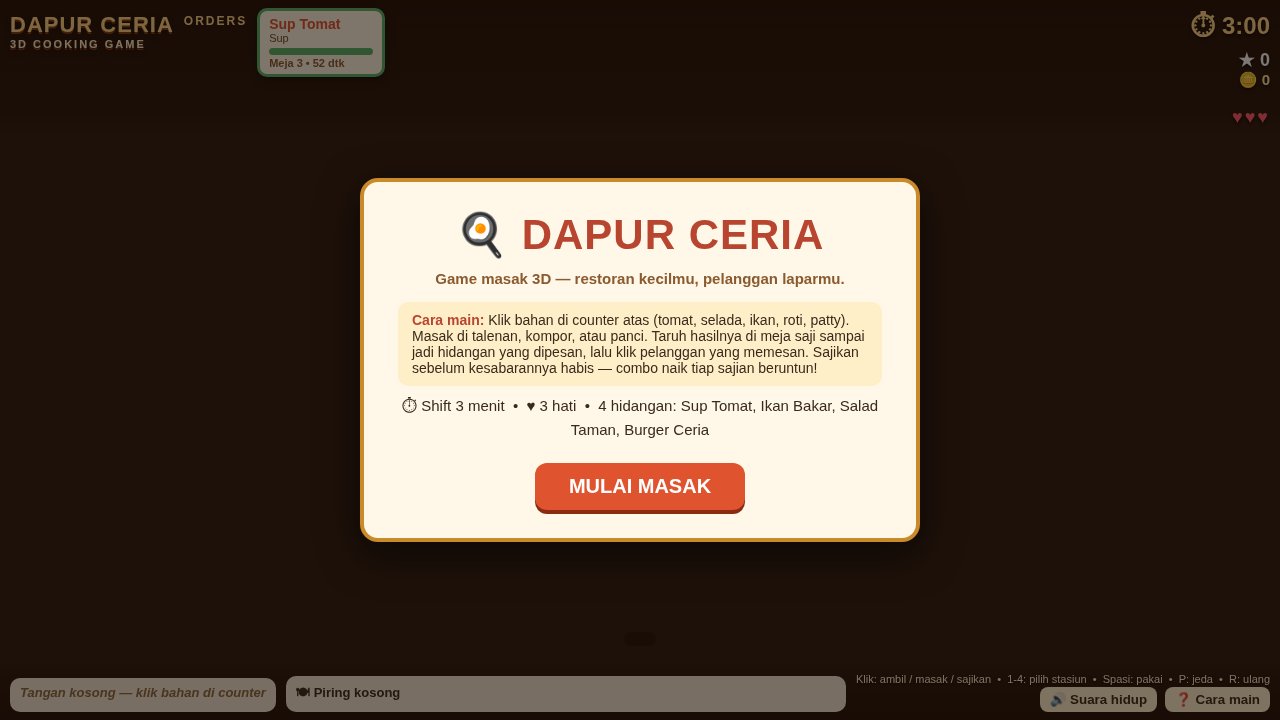 DAPUR CERIA
3D COOKING GAME
ORDERS
Sup Tomat
Sup
Meja 3 • 52 dtk
⏱ 3:00
★ 0
🪙 0
♥♥♥
🍳 DAPUR CERIA
Game masak 3D — restoran kecilmu, pelanggan laparmu.
Cara main: Klik bahan di counter atas (tomat, selada, ikan, roti, patty).
Masak di talenan, kompor, atau panci. Taruh hasilnya di meja saji sampai
jadi hidangan yang dipesan, lalu klik pelanggan yang memesan. Sajikan
sebelum kesabarannya habis — combo naik tiap sajian beruntun!
⏱ Shift 3 menit • ♥ 3 hati • 4 hidangan: Sup Tomat, Ikan Bakar, Salad
Taman, Burger Ceria
MULAI MASAK
Tangan kosong — klik bahan di counter
🍽 Piring kosong
Klik: ambil / masak / sajikan • 1-4: pilih stasiun • Spasi: pakai • P: jeda • R: ulang
🔊 Suara hidup
❓ Cara main